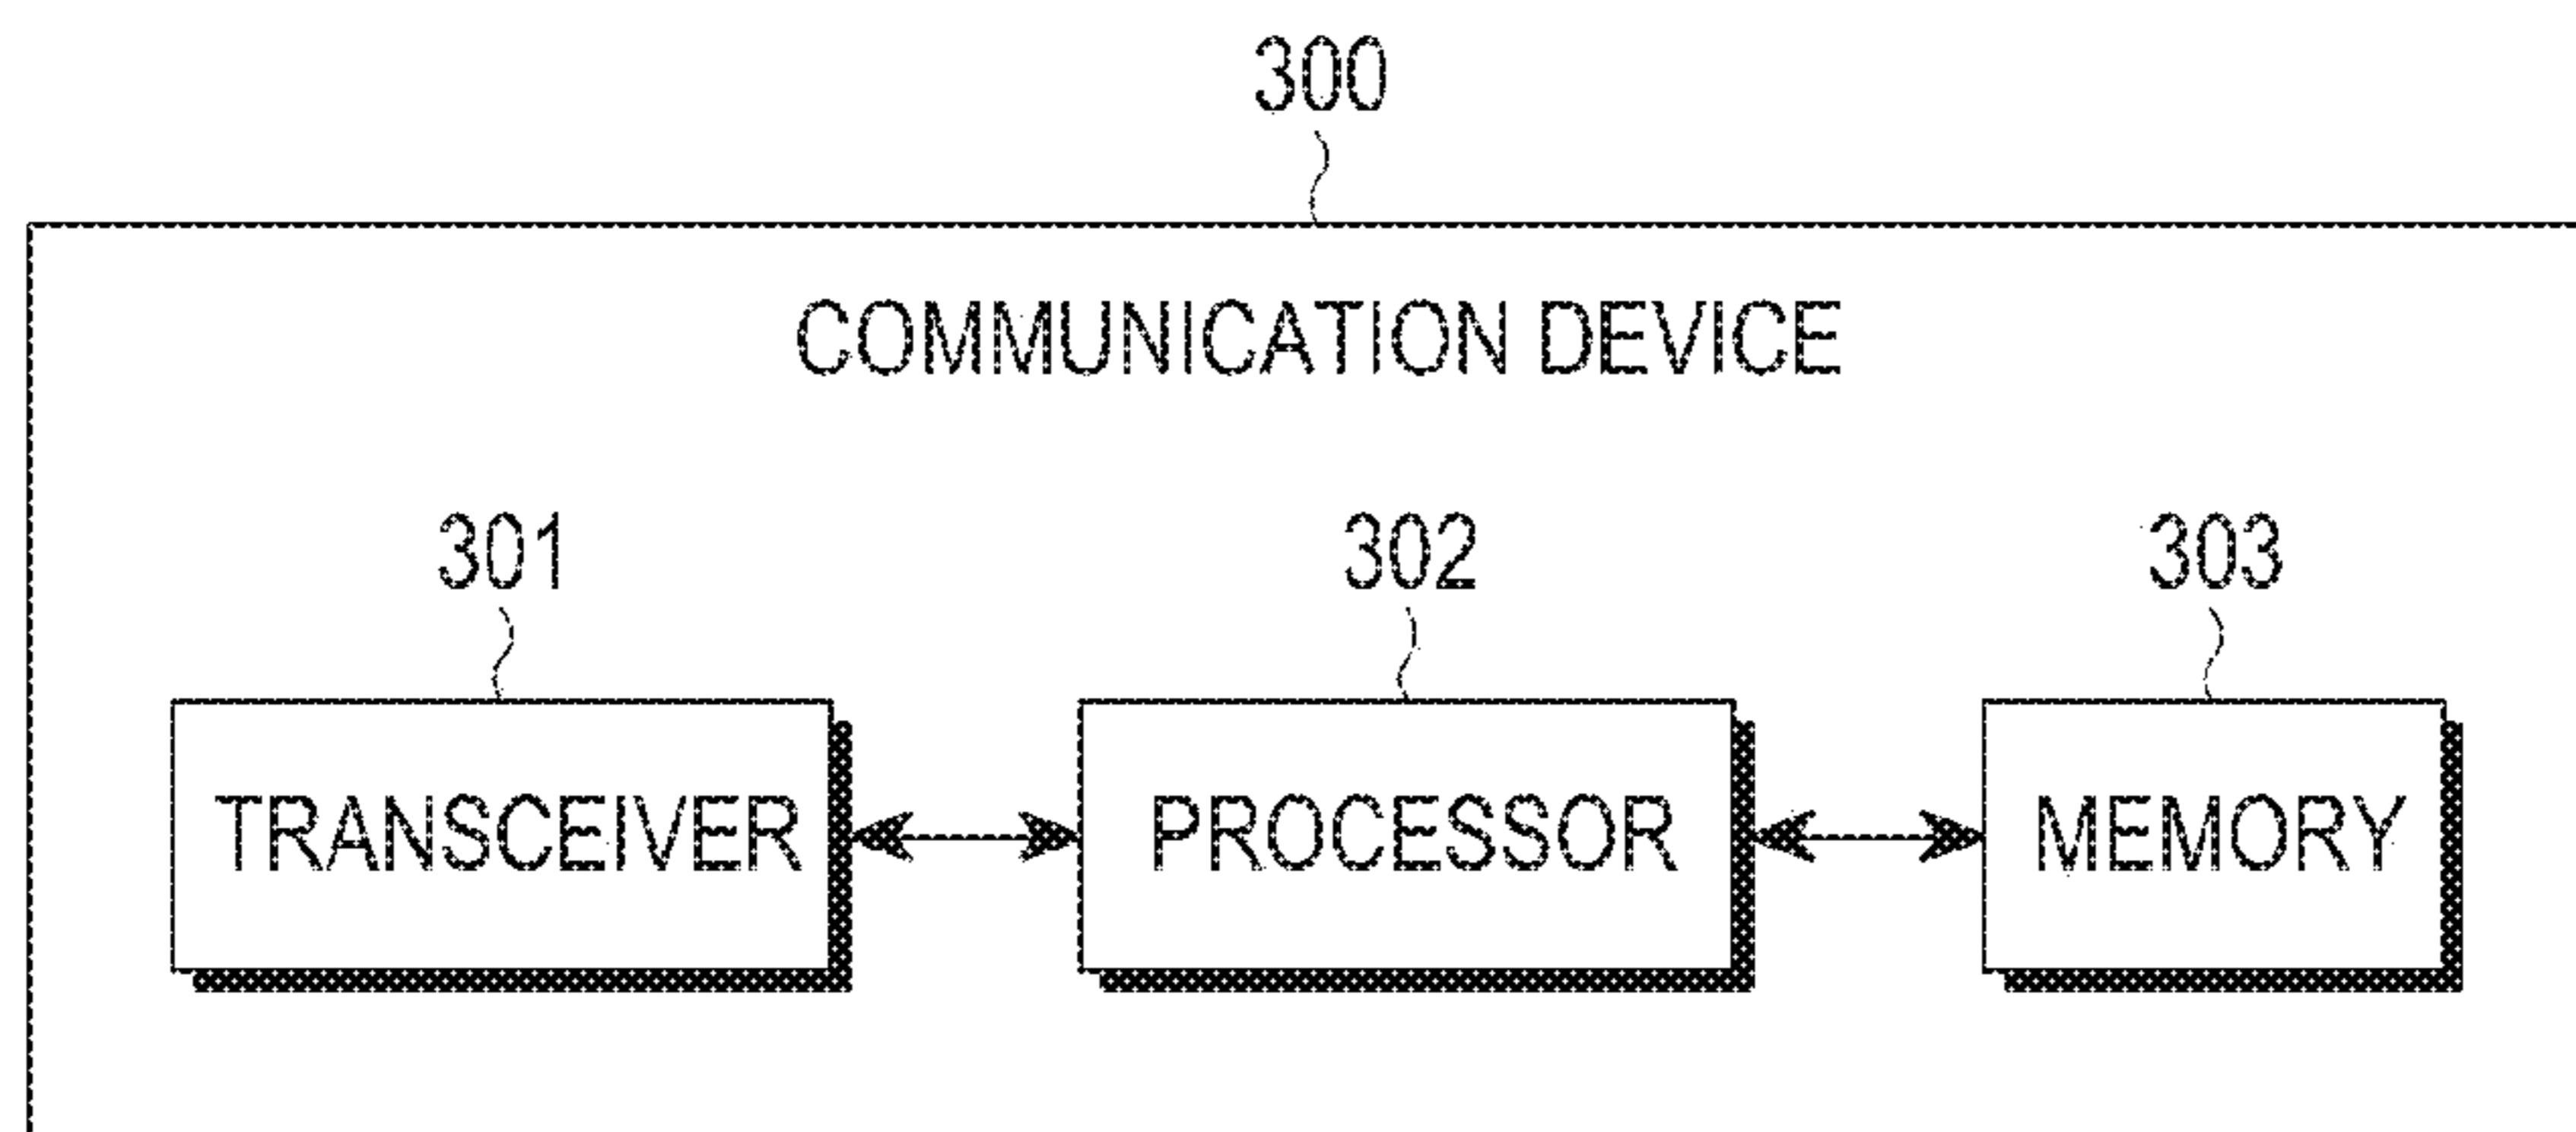 300
COMMUNICATION DEVICE
301 302 303
TRANSCEIVER PROCESSOR MEMORY